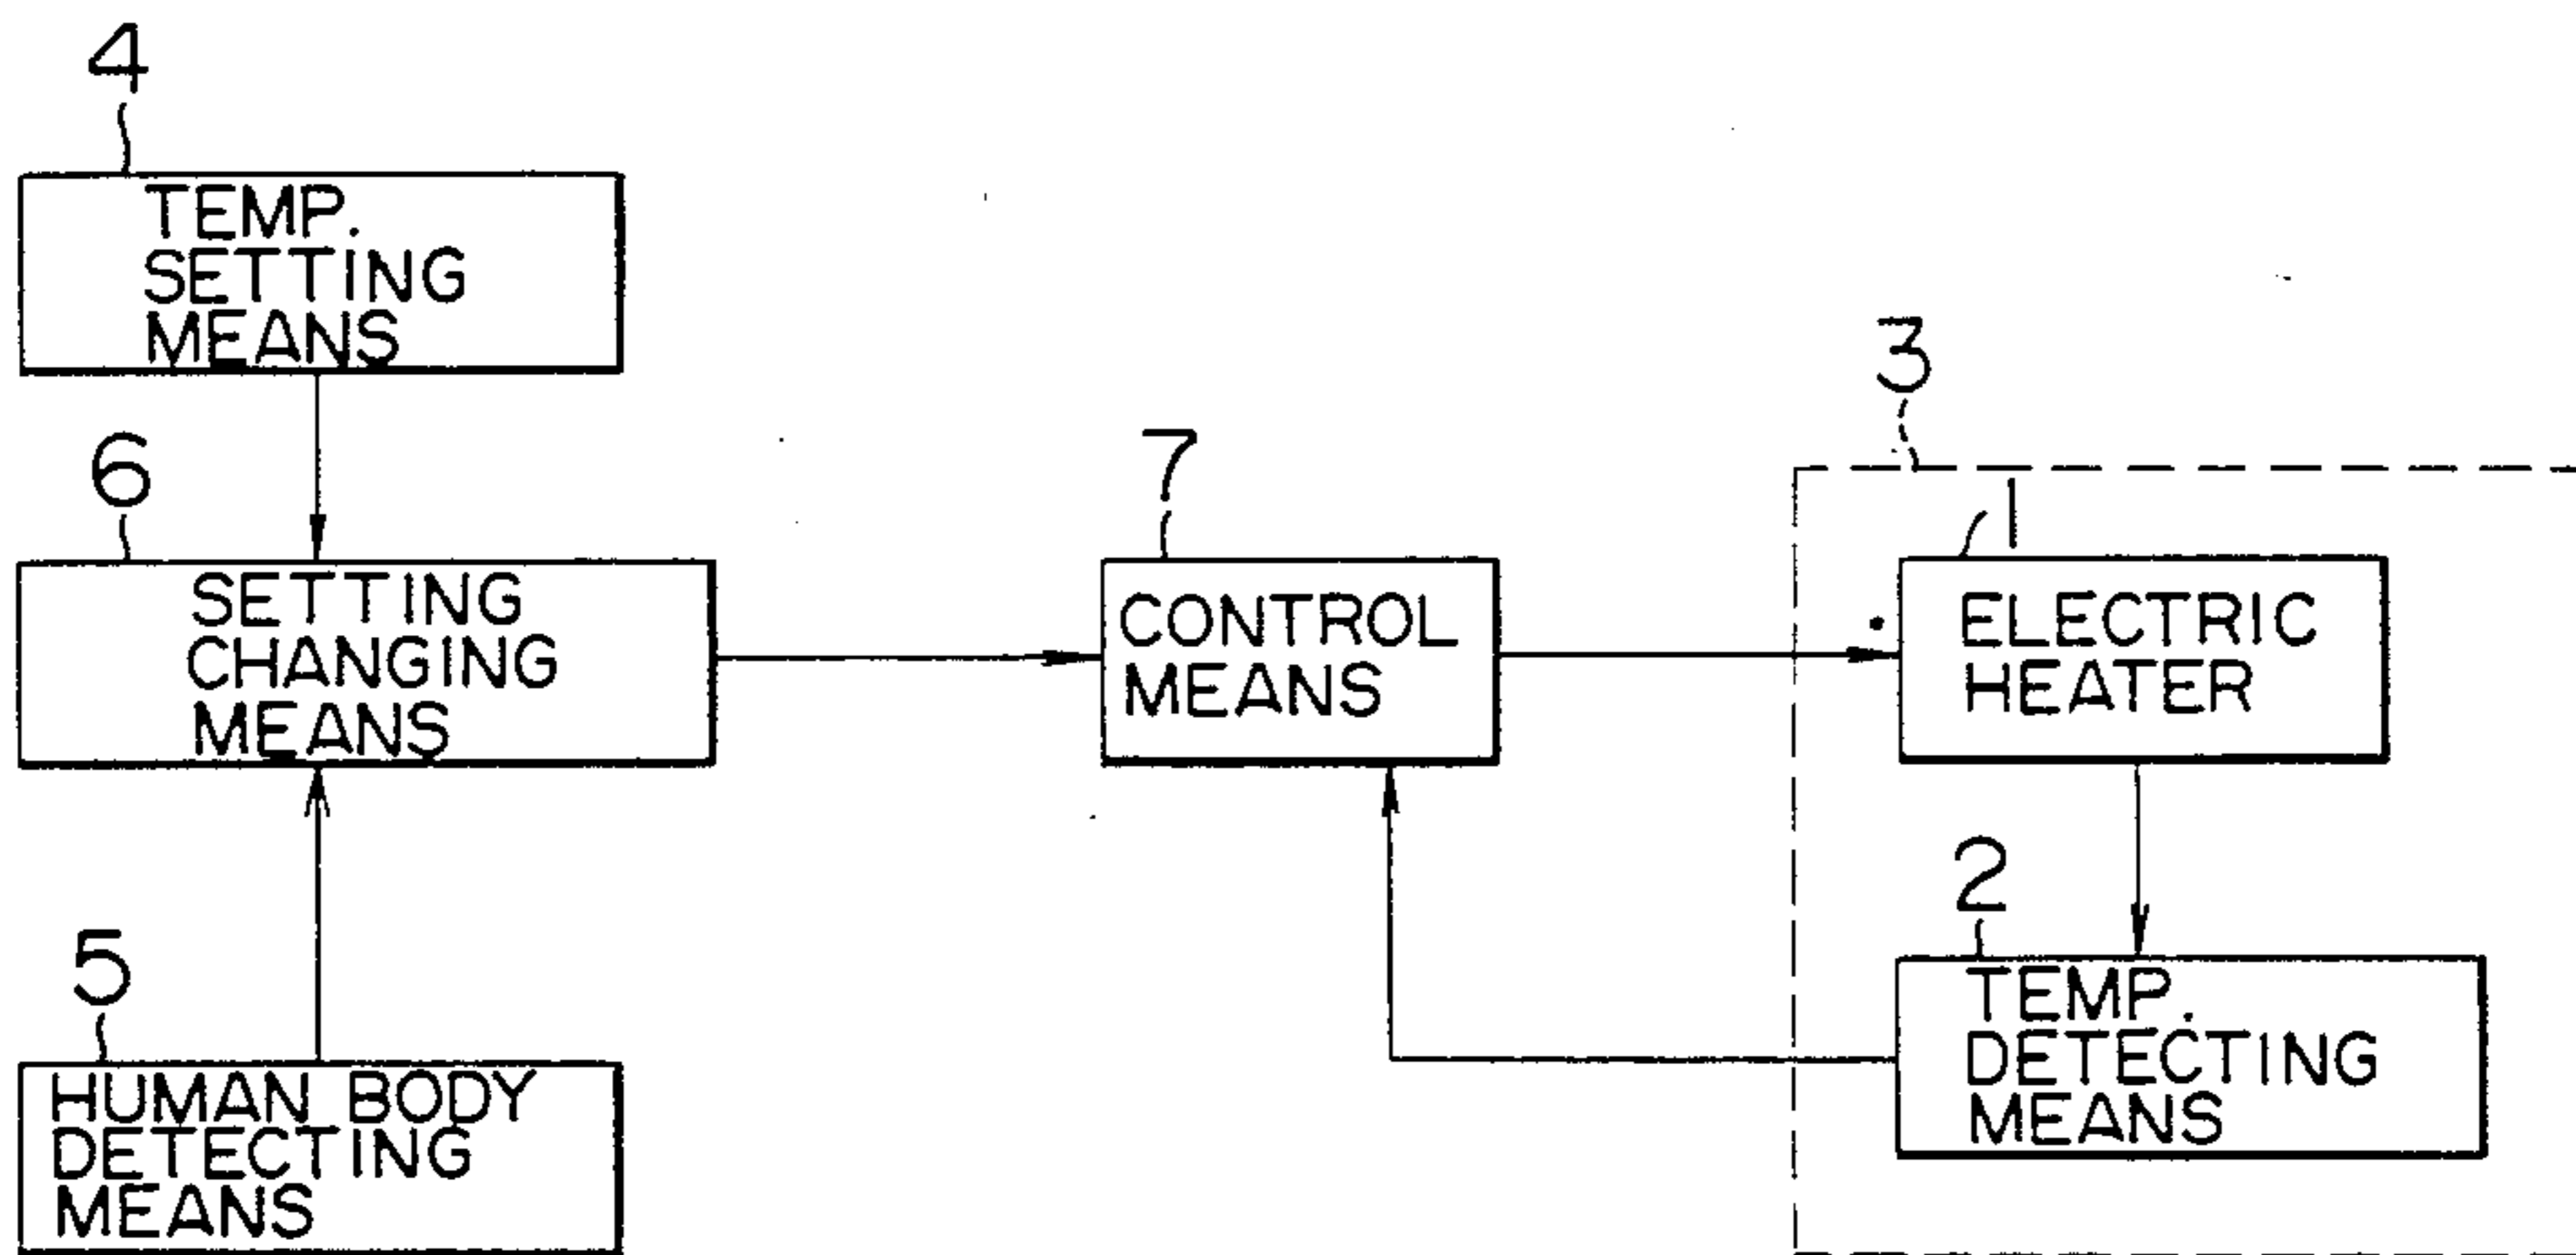 4
TEMP.
SETTING
MEANS
6
SETTING
CHANGING
MEANS
5
HUMAN BODY
DETECTING
MEANS
7
CONTROL
MEANS
3
1
ELECTRIC
HEATER
2
TEMP.
DETECTING
MEANS